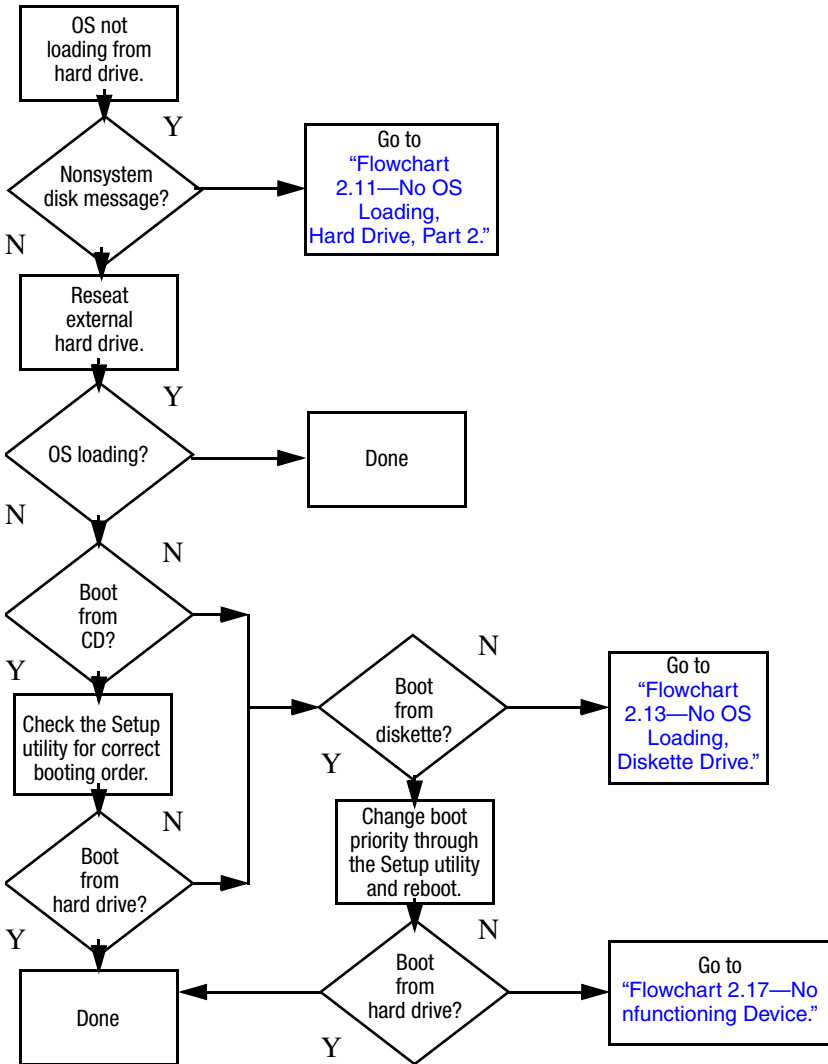 OS not
loading from
hard drive.
Y
Nonsystem
disk message?
Go to
“Flowchart
2.11—No OS
Loading,
Hard Drive, Part 2.”
N
Reseat
external
hard drive.
Y
OS loading?
Done
N
N
Boot
from
CD?
Y
N
Boot
from
diskette?
Go to
“Flowchart
2.13—No OS
Loading,
Diskette Drive.”
Check the Setup
utility for correct
booting order.
Y
N
Change boot
priority through
the Setup utility
and reboot.
Boot
from
hard drive?
Y
N
Done
Boot
from
hard drive?
Go to
“Flowchart 2.17—No
nfunctioning Device.”
Y